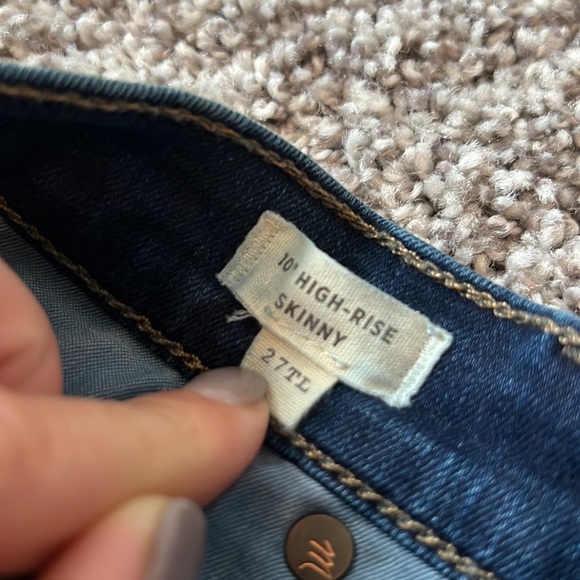 10" HIGH-RISE
SKINNY
27TL
m